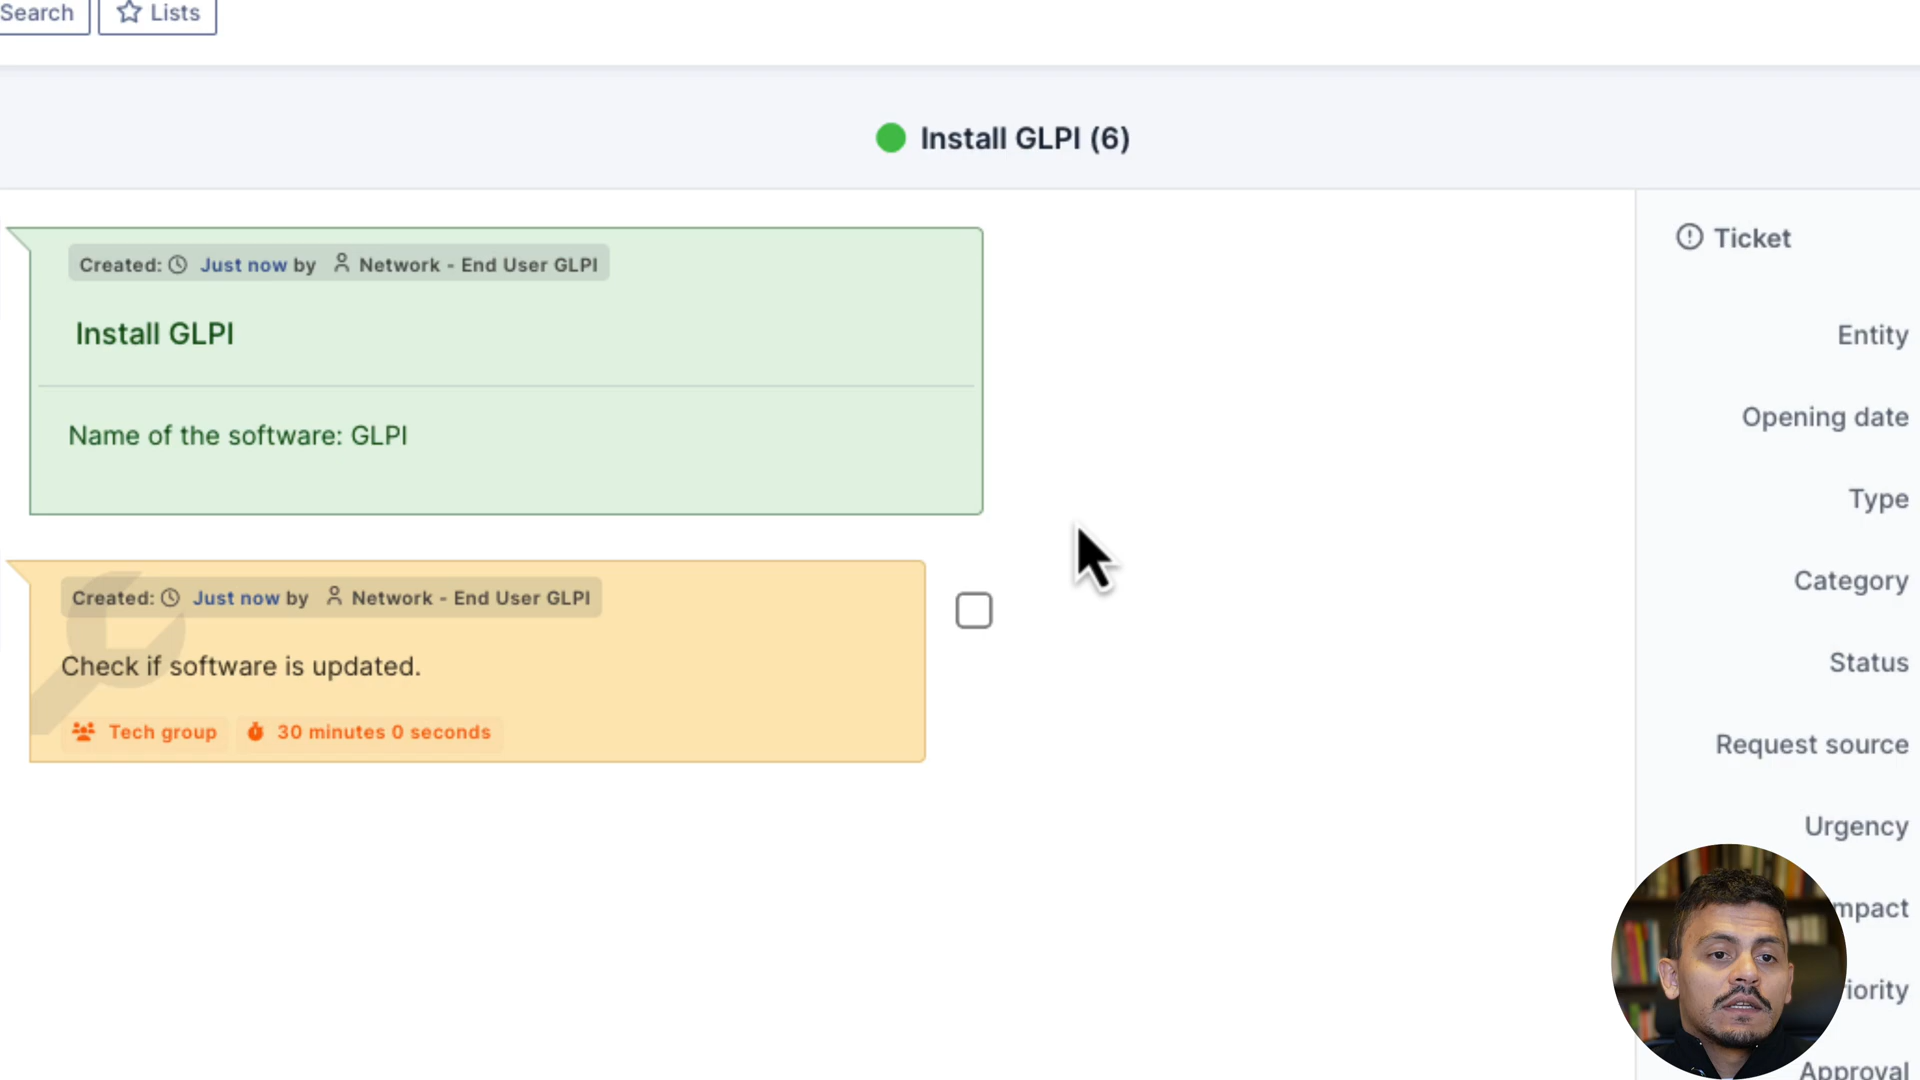 Search
Lists
Install GLPI (6)
Created: Just now by Network - End User GLPI
Install GLPI
Name of the software: GLPI
Created: Just now by Network - End User GLPI
Check if software is updated.
Tech group 30 minutes 0 seconds
Ticket
Entity
Opening date
Type
Category
Status
Request source
Urgency
mpact
iority
Approval